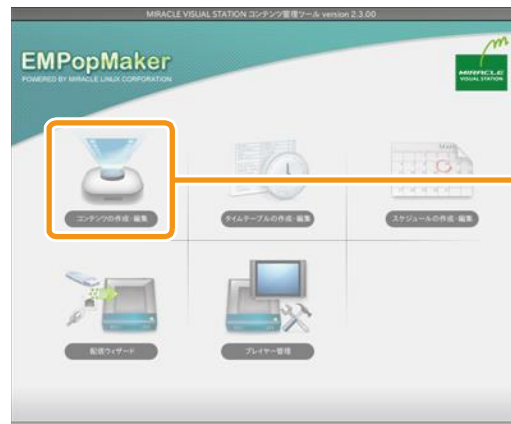 MIRACLE VISUAL STATION コンテンツ管理ツール version 2.3.00
EMPopMaker
POWERED BY MIRACLE LINUX CORPORATION
m
MIRACLE
VISUAL STATION
コンテンツの作成・編集
タイムテーブルの作成・編集
スケジュールの作成・編集
配信ウィザード
プレイヤー管理